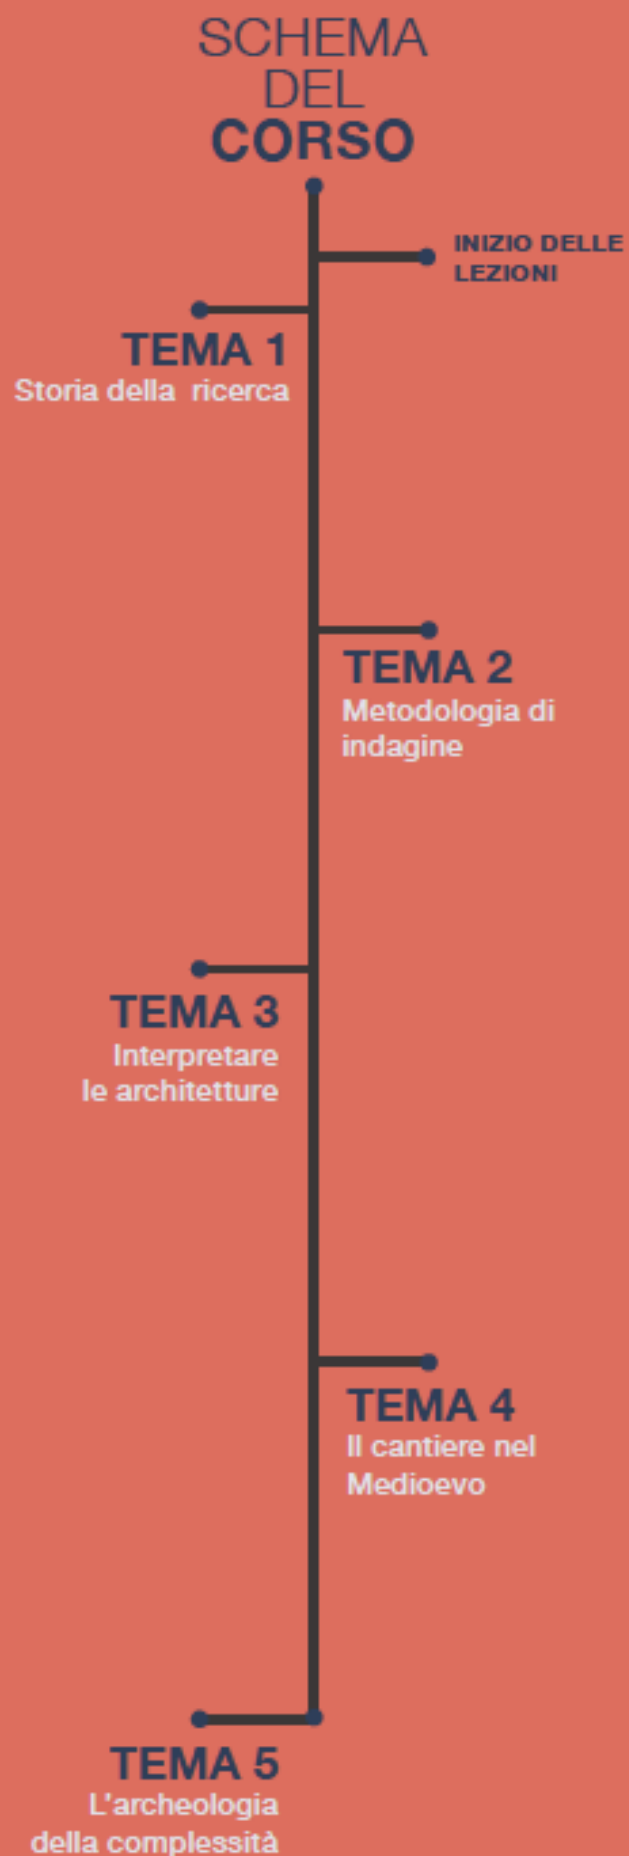 SCHEMA
DEL
CORSO
INIZIO DELLE
LEZIONI
TEMA 1
Storia della ricerca
TEMA 2
Metodologia di
indagine
TEMA 3
Interpretare
le architetture
TEMA 4
Il cantiere nel
Medioevo
TEMA 5
L'archeologia
della complessità